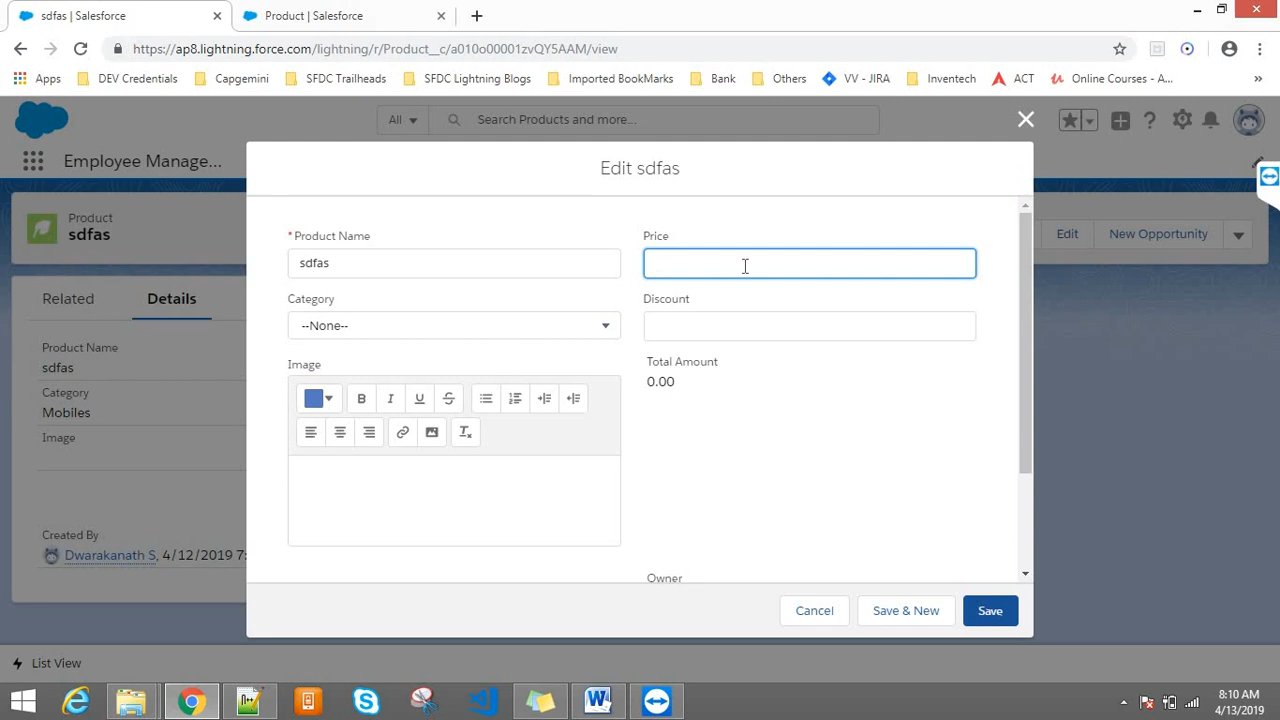 sdfas | Salesforce
Product | Salesforce
https://ap8.lightning.force.com/lightning/r/Product__c/a010o00001zvQY5AAM/view
Apps DEV Credentials Capgemini SFDC Trailheads SFDC Lightning Blogs Imported BookMarks Bank Others VV - JIRA Inventech ACT Online Courses - A...
All Search Products and more...
Employee Manage...
Edit sdfas
Product
sdfas
Edit New Opportunity
Related Details
Product Name
sdfas
Category
Mobiles
Image
Created By
Dwarakanath S, 4/12/2019 7:
*Product Name
sdfas
Price
Category
--None--
Discount
Image
Total Amount
0.00
B I U S
Owner
Cancel Save & New Save
List View
8:10 AM
4/13/2019